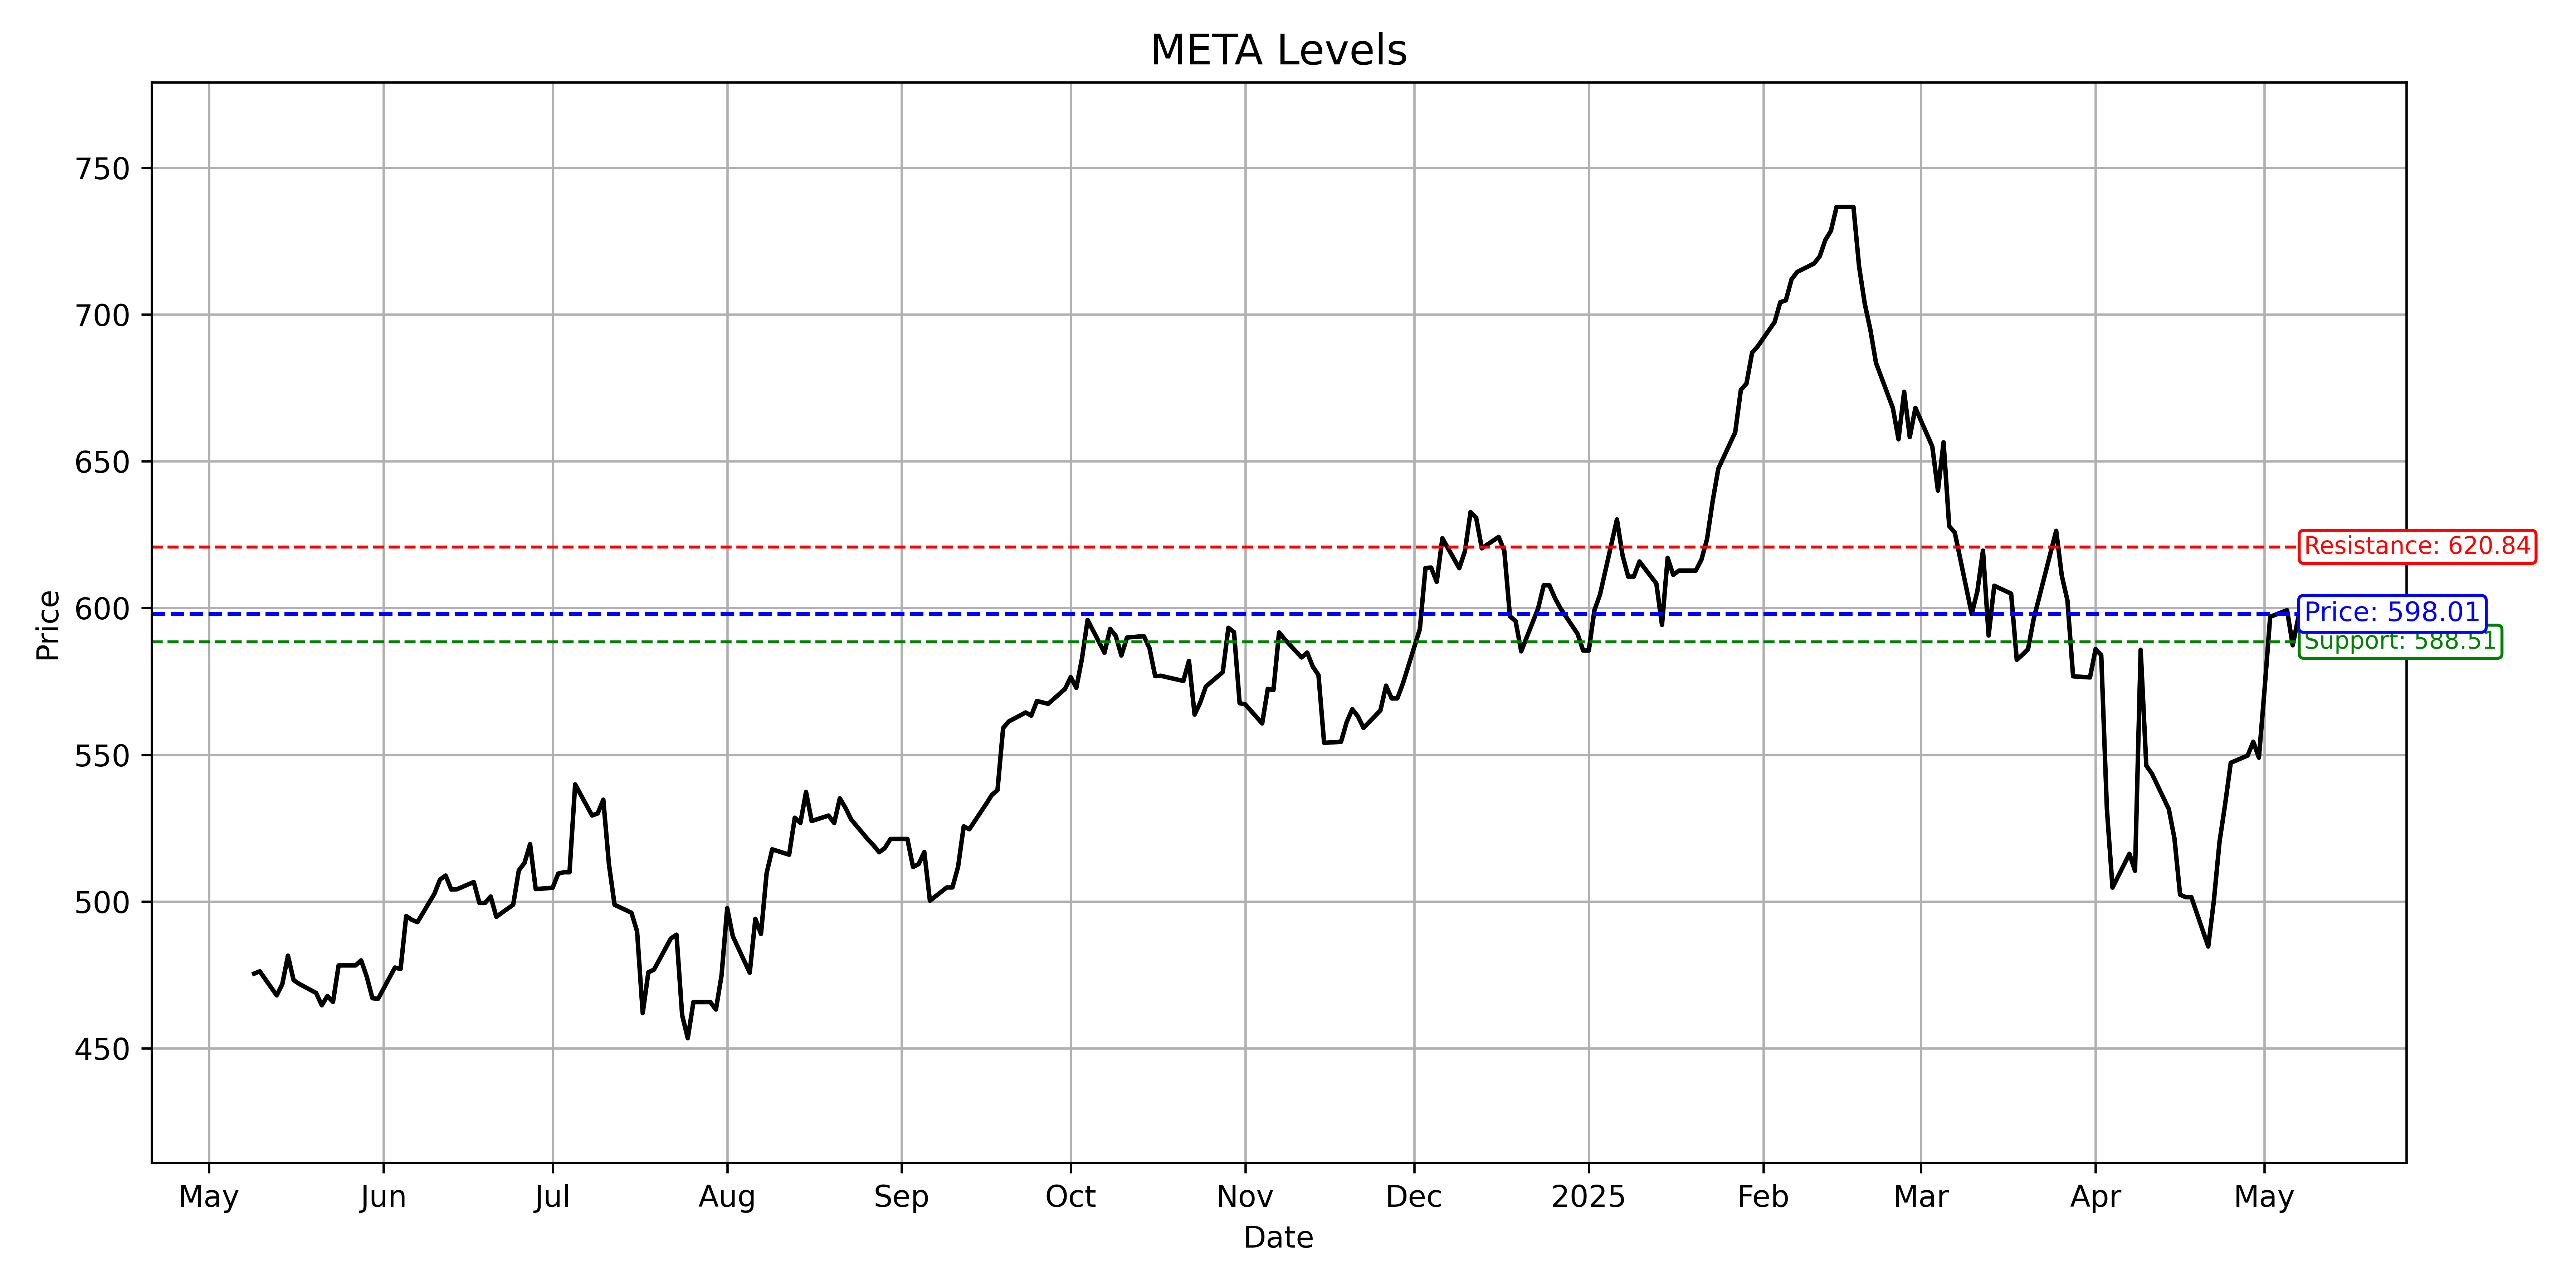 META Levels
Price
750
700
650
600
550
500
450
Resistance: 620.84
Price: 598.01
Support: 588.51
May Jun Jul Aug Sep Oct Nov Dec 2025 Feb Mar Apr May
Date